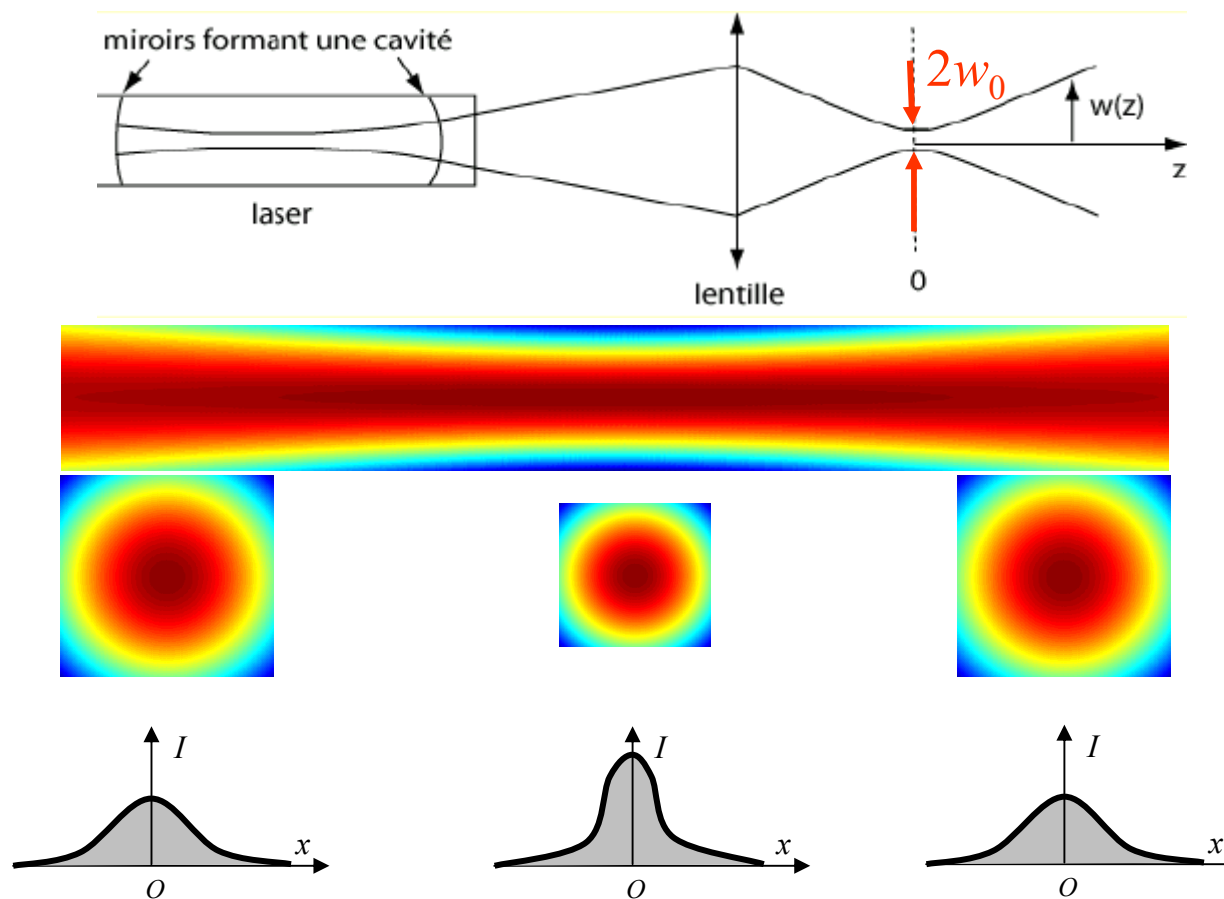 miroirs formant une cavité
2w₀
w(z)
z
laser
lentille
0
I
x
O
I
x
O
I
x
O